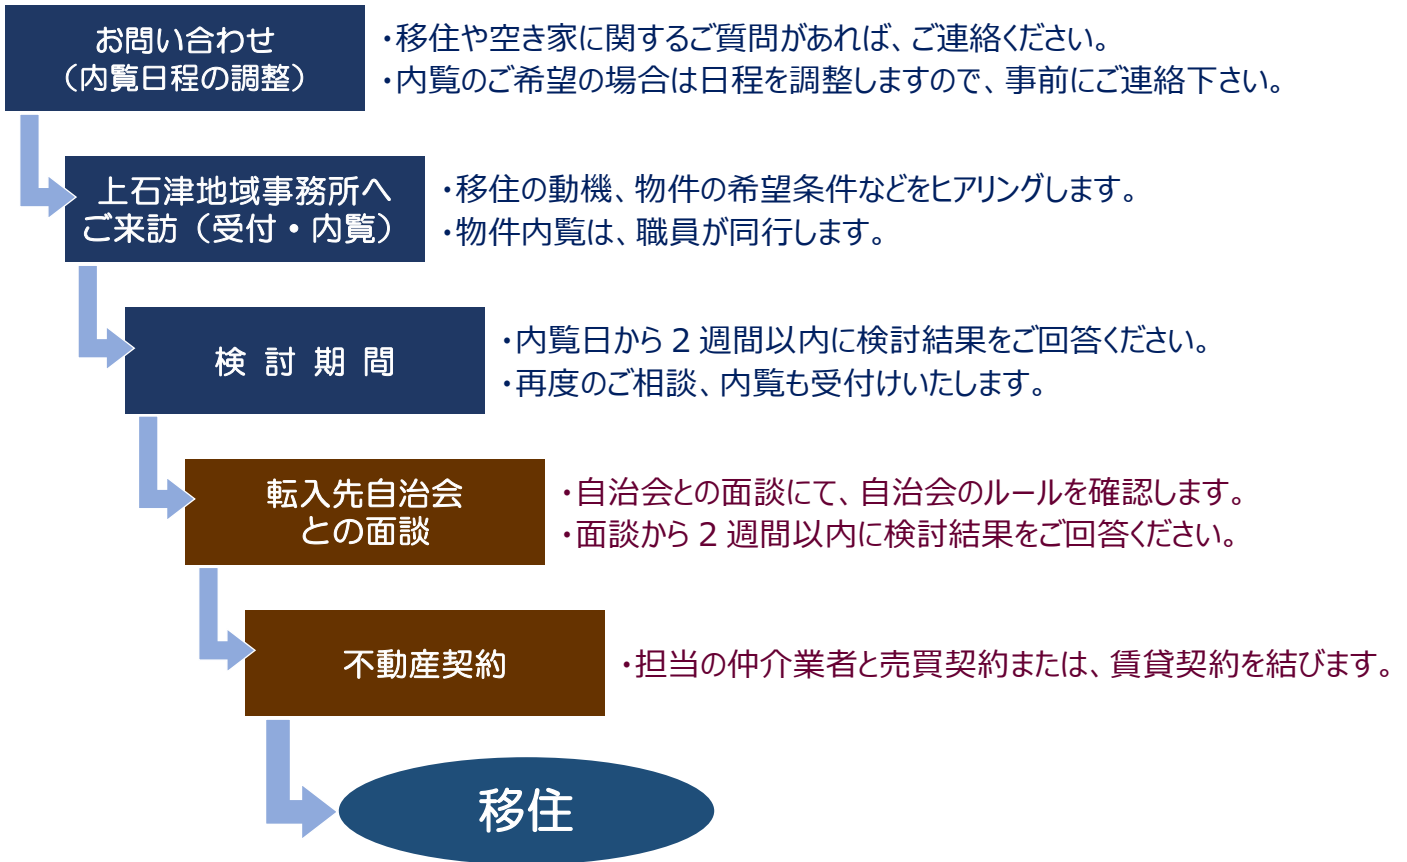 お問い合わせ
（内覧日程の調整）
・移住や空き家に関するご質問があれば、ご連絡ください。
・内覧のご希望の場合は日程を調整しますので、事前にご連絡下さい。
上石津地域事務所へ
ご来訪（受付・内覧）
・移住の動機、物件の希望条件などをヒアリングします。
・物件内覧は、職員が同行します。
検 討 期 間
・内覧日から２週間以内に検討結果をご回答ください。
・再度のご相談、内覧も受付けいたします。
転入先自治会
との面談
・自治会との面談にて、自治会のルールを確認します。
・面談から２週間以内に検討結果をご回答ください。
不動産契約
・担当の仲介業者と売買契約または、賃貸契約を結びます。
移住